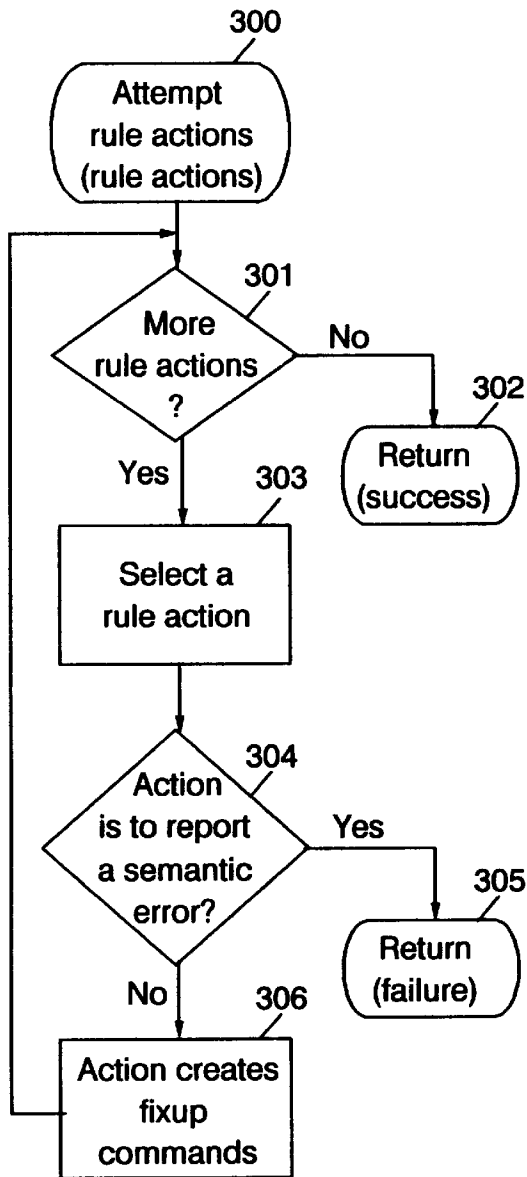 300
Attempt
rule actions
(rule actions)
301
More
rule actions
?
No
302
Return
(success)
Yes
303
Select a
rule action
304
Action
is to report
a semantic
error?
Yes
305
Return
(failure)
No
306
Action creates
fixup
commands